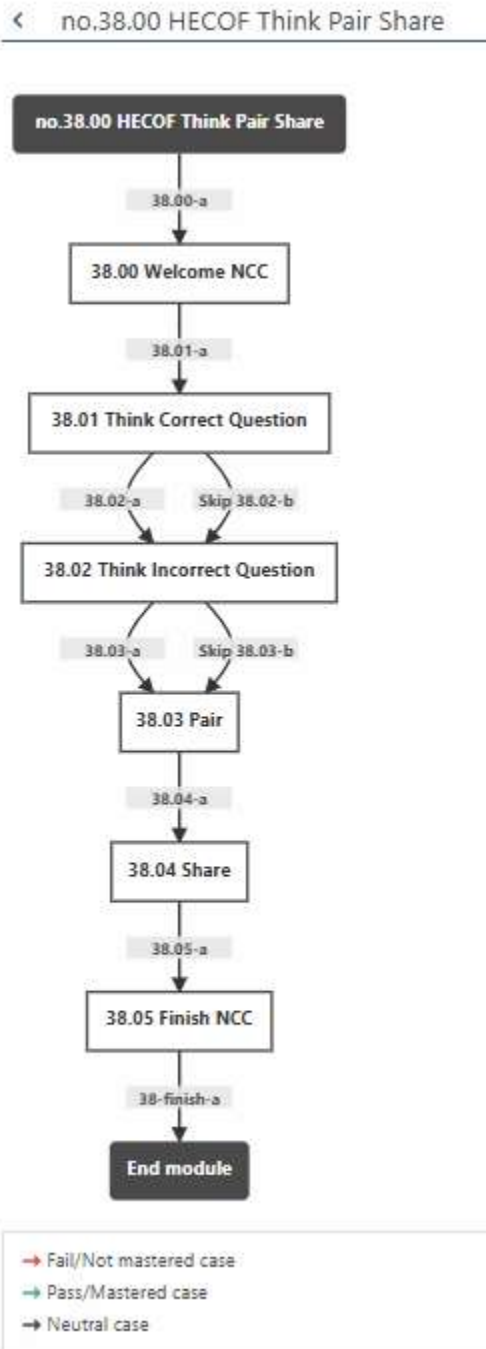 no.38.00 HECOF Think Pair Share
no.38.00 HECOF Think Pair Share
38.00-a
38.00 Welcome NCC
38.01-a
38.01 Think Correct Question
38.02-a Skip 38.02-b
38.02 Think Incorrect Question
38.03-a Skip 38.03-b
38.03 Pair
38.04-a
38.04 Share
38.05-a
38.05 Finish NCC
38-finish-a
End module
Fail/Not mastered case
Pass/Mastered case
Neutral case